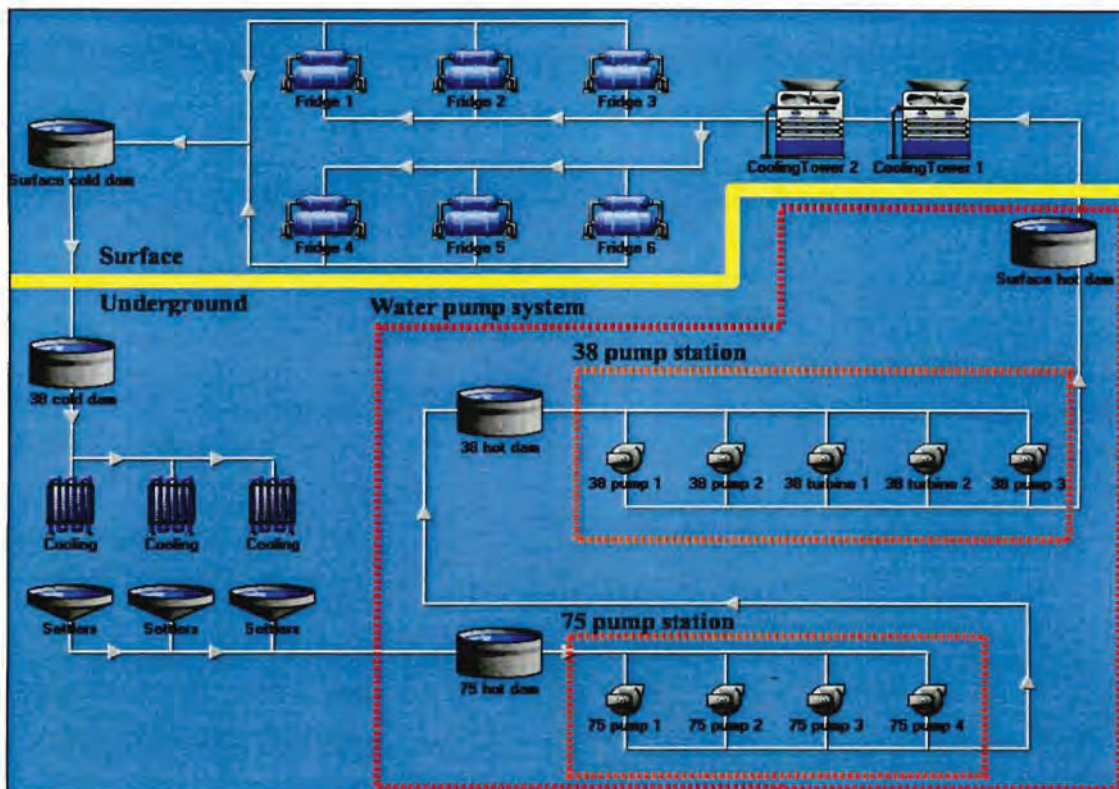 Fridge 1 Fridge 2 Fridge 3
Surface cold dam
CoolingTower 2 CoolingTower 1
Fridge 4 Fridge 5 Fridge 6
Surface
Surface hot dam
Underground
Water pump system
38 pump station
38 cold dam
38 hot dam
38 pump 1 38 pump 2 38 turbine 1 38 turbine 2 38 pump 3
Cooling Cooling Cooling
Settlers Settlers Settlers
75 pump station
75 hot dam
75 pump 1 75 pump 2 75 pump 3 75 pump 4